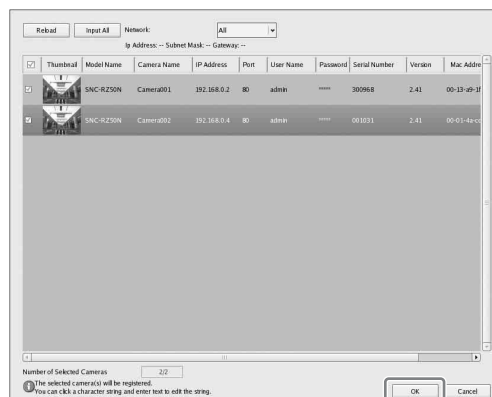 Reload Input All Network: All
Ip Address: -- Subnet Mask: -- Gateway: --
Thumbnail Model Name Camera Name IP Address Port User Name Password Serial Number Version Mac Addre
SNC-RZ50N Camera001 192.168.0.2 80 admin ***** 300968 2.41 00-13-a9-1f
SNC-RZ50N Camera002 192.168.0.4 80 admin ***** 001031 2.41 00-01-4a-cc
Number of Selected Cameras 2/2
The selected camera(s) will be registered.
You can click a character string and enter text to edit the string.
OK Cancel